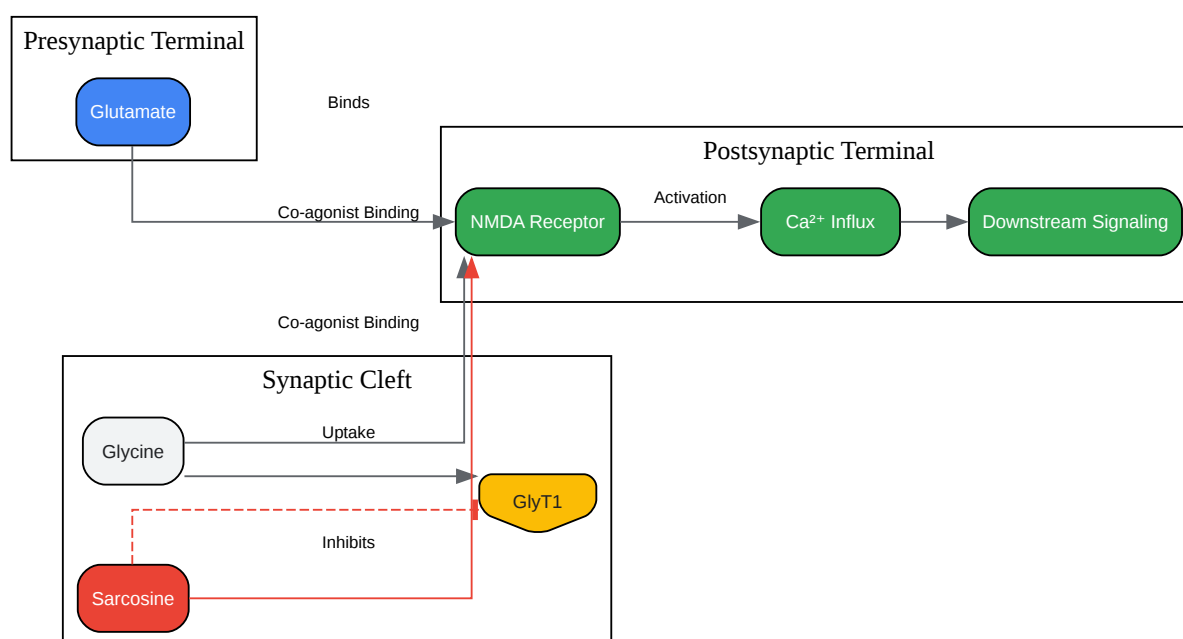 Presynaptic Terminal
Glutamate
Binds
Postsynaptic Terminal
Co-agonist Binding
NMDA Receptor
Activation
Ca²⁺ Influx
Downstream Signaling
Co-agonist Binding
Synaptic Cleft
Glycine
Uptake
GlyT1
Inhibits
Sarcosine